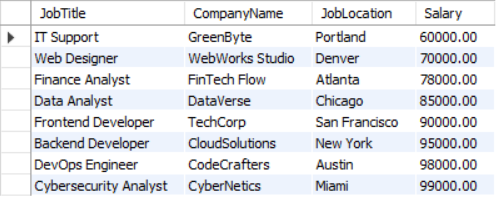 JobTitle CompanyName JobLocation Salary
IT Support GreenByte Portland 60000.00
Web Designer WebWorks Studio Denver 70000.00
Finance Analyst FinTech Flow Atlanta 78000.00
Data Analyst DataVerse Chicago 85000.00
Frontend Developer TechCorp San Francisco 90000.00
Backend Developer CloudSolutions New York 95000.00
DevOps Engineer CodeCrafters Austin 98000.00
Cybersecurity Analyst CyberNetics Miami 99000.00